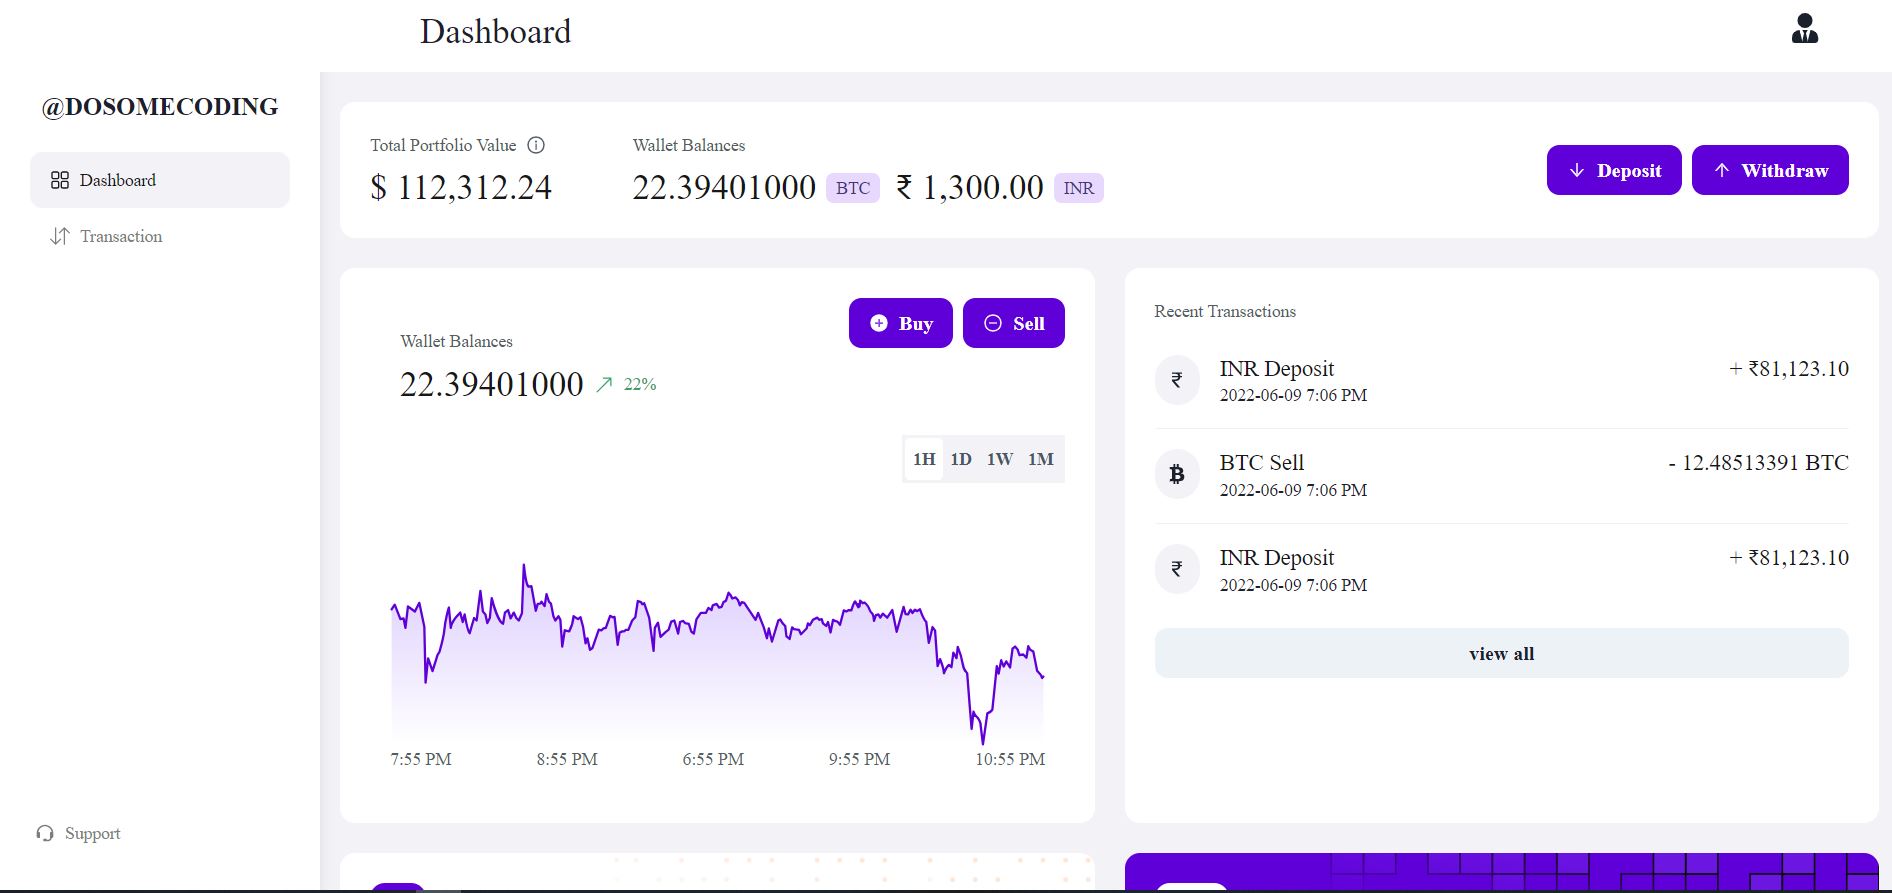 Dashboard
@DOSOMECODING
Dashboard
Transaction
Support
Total Portfolio Value
$ 112,312.24
Wallet Balances
22.39401000 BTC ₹ 1,300.00 INR
Deposit
Withdraw
Wallet Balances
22.39401000 22%
Buy
Sell
1H 1D 1W 1M
7:55 PM 8:55 PM 6:55 PM 9:55 PM 10:55 PM
Recent Transactions
₹ INR Deposit + ₹81,123.10
2022-06-09 7:06 PM
BTC Sell - 12.48513391 BTC
2022-06-09 7:06 PM
₹ INR Deposit + ₹81,123.10
2022-06-09 7:06 PM
view all